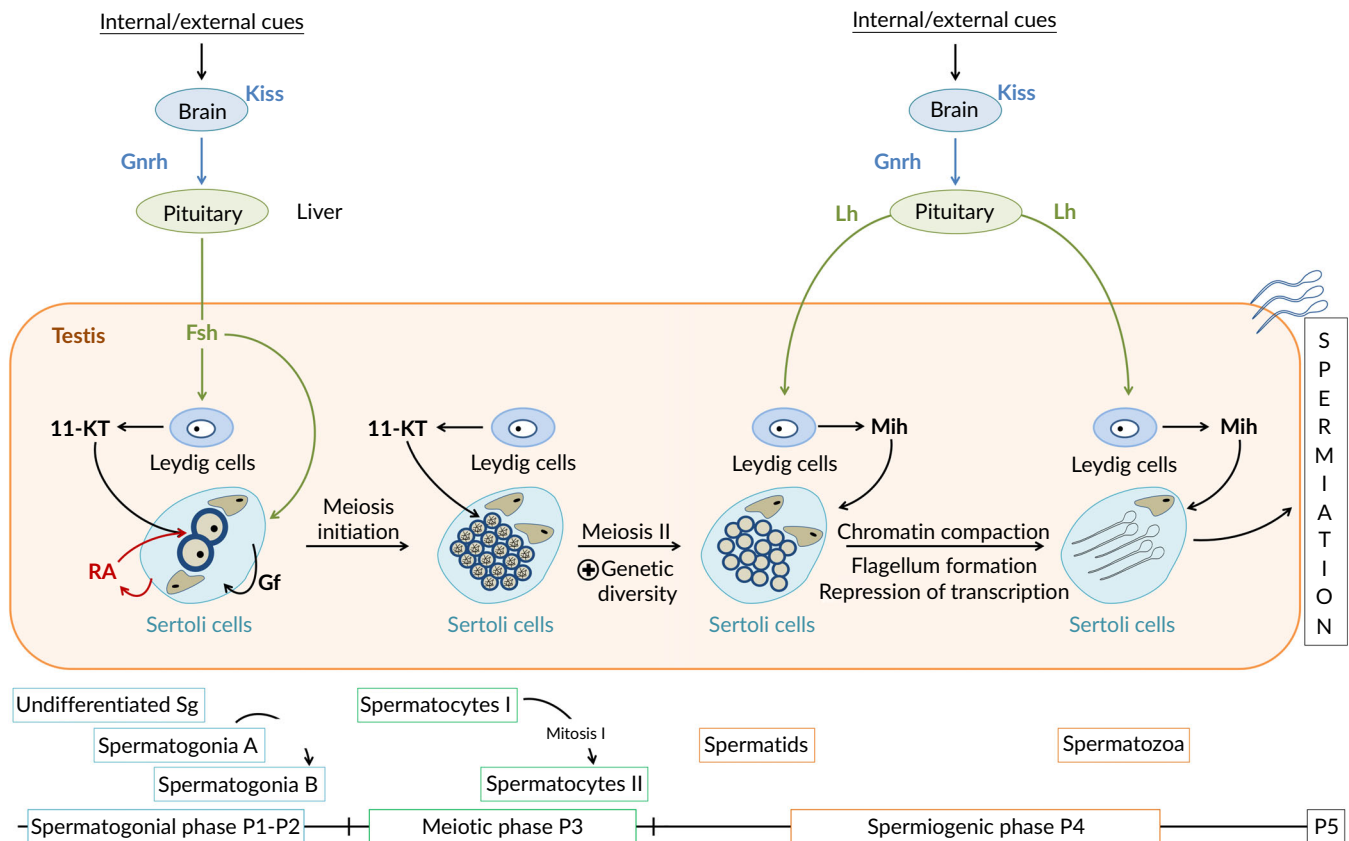 Internal/external cues
Internal/external cues
Kiss
Brain
Kiss
Brain
Gnrh
Gnrh
Pituitary
Liver
Lh
Pituitary
Lh
Testis
Fsh
11-KT
Leydig cells
11-KT
Leydig cells
Mih
Leydig cells
Mih
Leydig cells
RA
Gf
Sertoli cells
Meiosis
initiation
Sertoli cells
Meiosis II
Genetic
diversity
Sertoli cells
Chromatin compaction
Flagellum formation
Repression of transcription
Sertoli cells
SPERMIATION
Undifferentiated Sg
Spermatogonia A
Spermatogonia B
Spermatocytes I
Mitosis I
Spermatocytes II
Spermatids
Spermatozoa
Spermatogonial phase P1-P2
Meiotic phase P3
Spermiogenic phase P4
P5